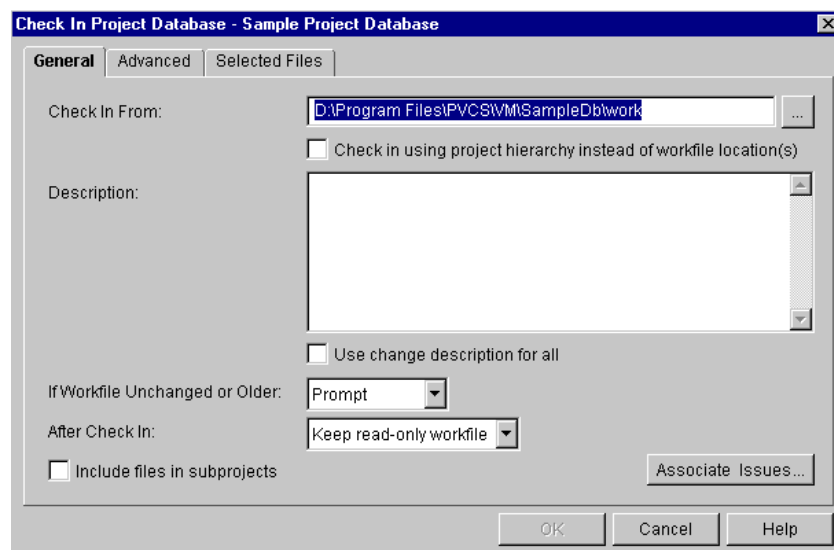 Check In Project Database - Sample Project Database
General Advanced Selected Files
Check In From: D:\Program Files\PVCS\VM\SampleDb\work ...
Check in using project hierarchy instead of workfile location(s)
Description:
Use change description for all
If Workfile Unchanged or Older: Prompt
After Check In: Keep read-only workfile
Include files in subprojects Associate Issues...
OK Cancel Help